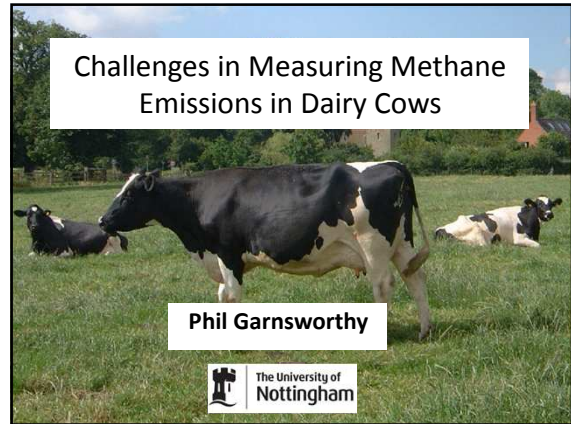 Challenges in Measuring Methane
Emissions in Dairy Cows
Phil Garnsworthy
The University of
Nottingham